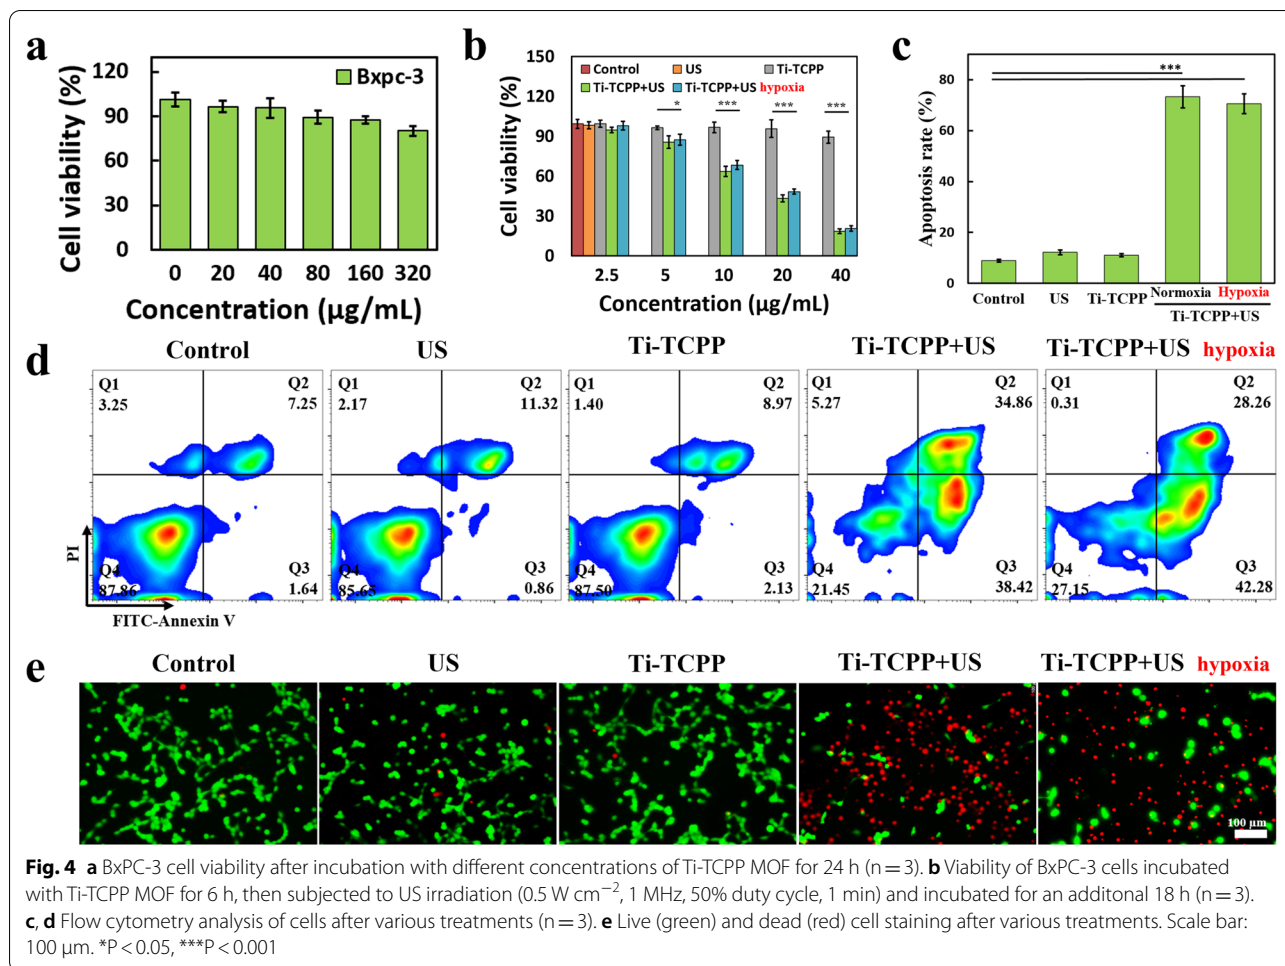 a
Cell viability (%)
120
90
60
30
0
Bxpc-3
0 20 40 80 160 320
Concentration (µg/mL)
b
Cell viability (%)
150
120
90
60
30
0
Control US Ti-TCPP
Ti-TCPP+US Ti-TCPP+US hypoxia
* *** *** ***
2.5 5 10 20 40
Concentration (µg/mL)
c
Apoptosis rate (%)
80
60
40
20
0
***
Control US Ti-TCPP Normoxia Hypoxia
Ti-TCPP+US
d
Control US Ti-TCPP Ti-TCPP+US Ti-TCPP+US hypoxia
Q1 Q2 Q1 Q2 Q1 Q2 Q1 Q2 Q1 Q2
3.25 7.25 2.17 11.32 1.40 8.97 5.27 34.86 0.31 28.26
Q4 Q3 Q4 Q3 Q4 Q3 Q4 Q3 Q4 Q3
87.86 1.64 85.65 0.86 87.50 2.13 21.45 38.42 27.15 42.28
PI
FITC-Annexin V
e
Control US Ti-TCPP Ti-TCPP+US Ti-TCPP+US hypoxia
100 µm
Fig. 4 a BxPC-3 cell viability after incubation with different concentrations of Ti-TCPP MOF for 24 h (n = 3). b Viability of BxPC-3 cells incubated
with Ti-TCPP MOF for 6 h, then subjected to US irradiation (0.5 W cm⁻², 1 MHz, 50% duty cycle, 1 min) and incubated for an additonal 18 h (n = 3).
c, d Flow cytometry analysis of cells after various treatments (n = 3). e Live (green) and dead (red) cell staining after various treatments. Scale bar:
100 µm. *P < 0.05, ***P < 0.001